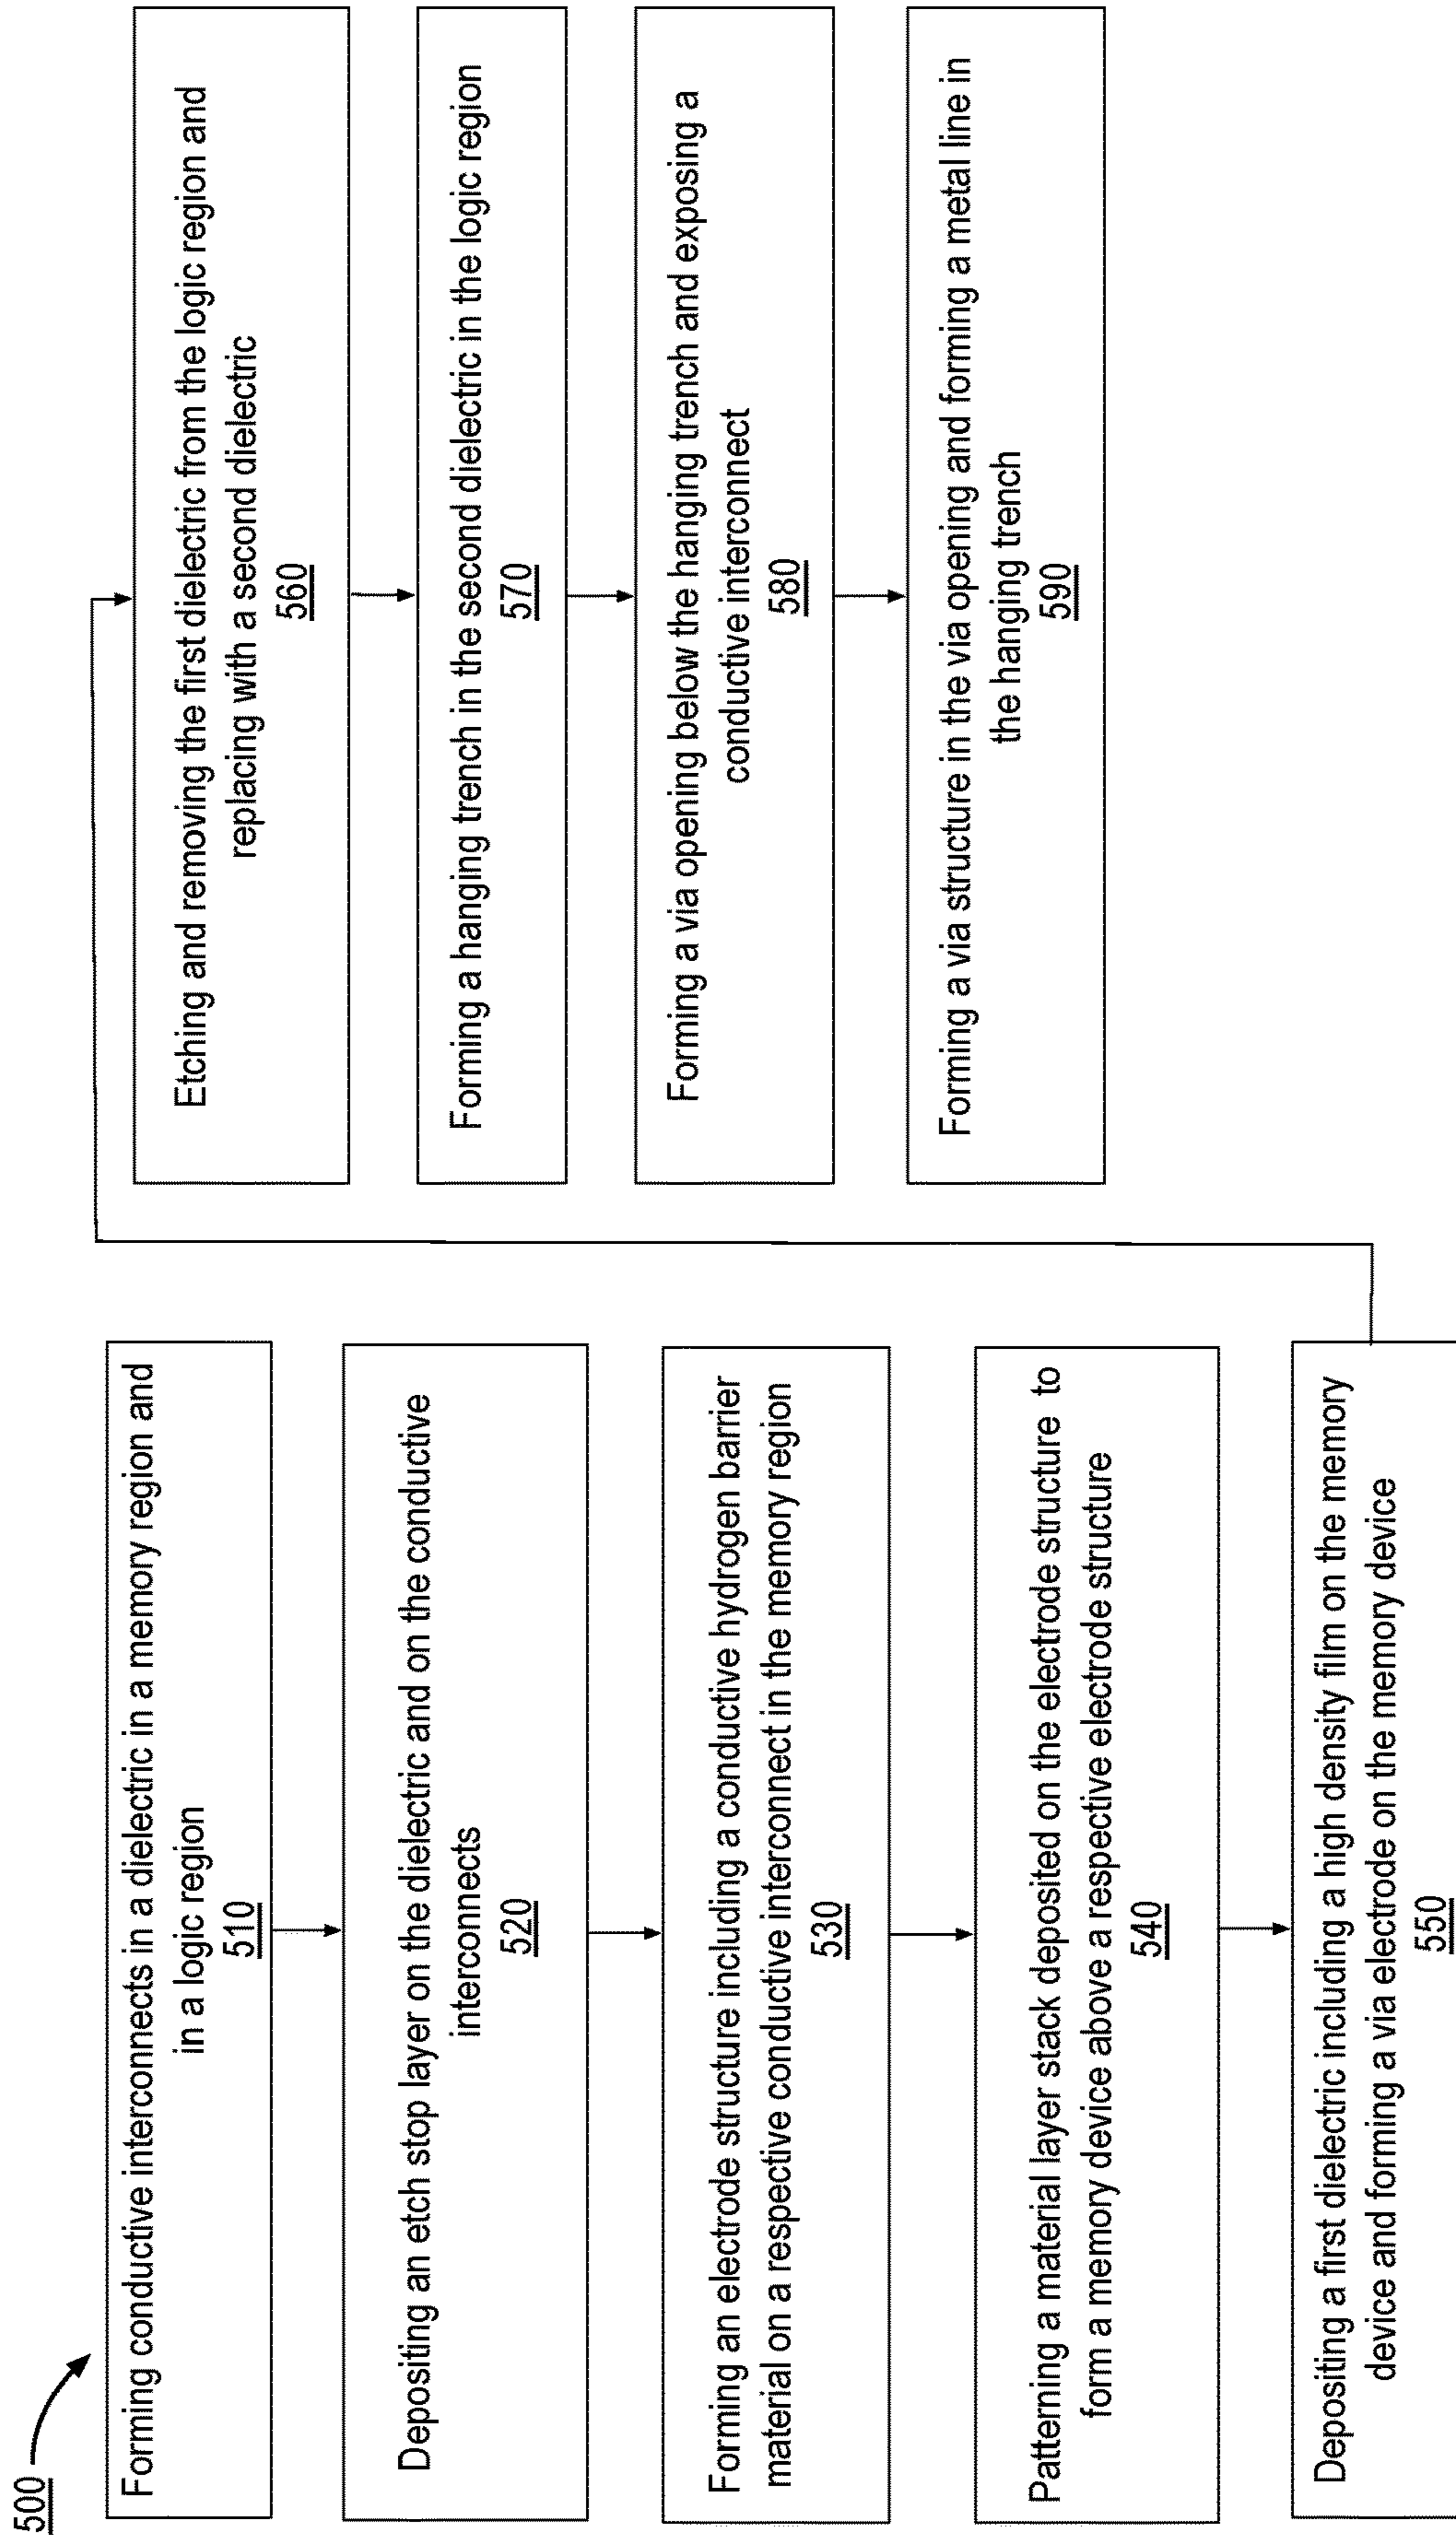 500
Forming conductive interconnects in a dielectric in a memory region and
in a logic region
510
Depositing an etch stop layer on the dielectric and on the conductive
interconnects
520
Forming an electrode structure including a conductive hydrogen barrier
material on a respective conductive interconnect in the memory region
530
Patterning a material layer stack deposited on the electrode structure to
form a memory device above a respective electrode structure
540
Depositing a first dielectric including a high density film on the memory
device and forming a via electrode on the memory device
550
Etching and removing the first dielectric from the logic region and
replacing with a second dielectric
560
Forming a hanging trench in the second dielectric in the logic region
570
Forming a via opening below the hanging trench and exposing a
conductive interconnect
580
Forming a via structure in the via opening and forming a metal line in
the hanging trench
590